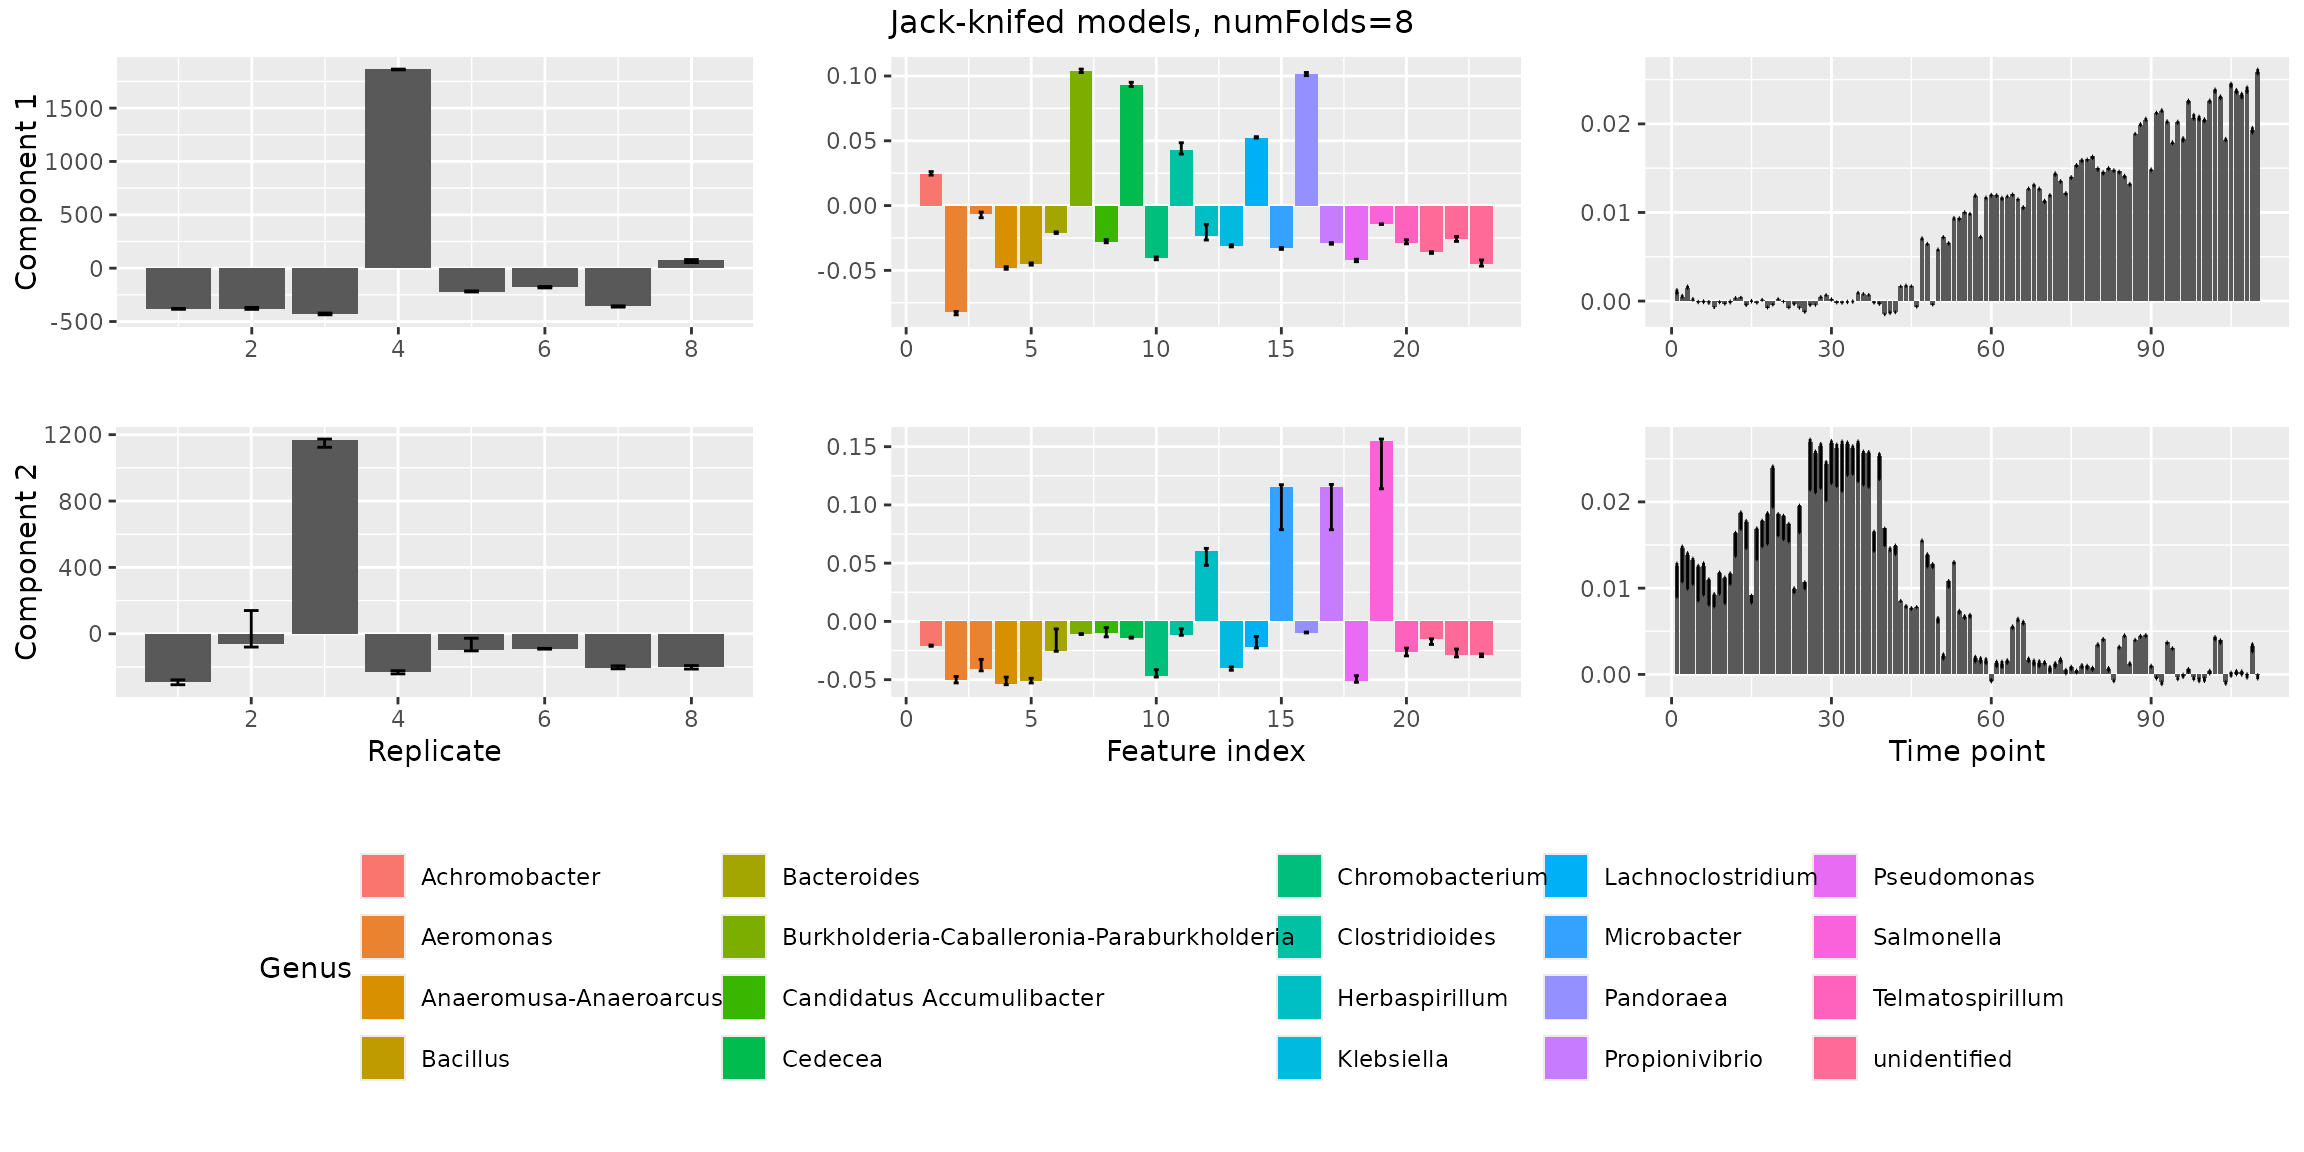 Jack-knifed models, numFolds=8
Component 1
1500
1000
500
0
-500
2 4 6 8
0.10
0.05
0.00
-0.05
0 5 10 15 20
0.02
0.01
0.00
0 30 60 90
Component 2
1200
800
400
0
2 4 6 8
Replicate
0.15
0.10
0.05
0.00
-0.05
0 5 10 15 20
Feature index
0.02
0.01
0.00
0 30 60 90
Time point
Genus
Achromobacter
Aeromonas
Anaeromusa-Anaeroarcus
Bacillus
Bacteroides
Burkholderia-Caballeronia-Paraburkholderia
Candidatus Accumulibacter
Cedecea
Chromobacterium
Clostridioides
Herbaspirillum
Klebsiella
Lachnoclostridium
Microbacter
Pandoraea
Propionivibrio
Pseudomonas
Salmonella
Telmatospirillum
unidentified